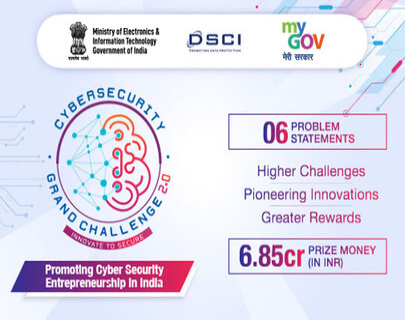 Ministry of Electronics &
Information Technology
Government of India
सत्यमेव जयते
DSCI
PROMOTING DATA PROTECTION
my
GOV
मेरी सरकार
CYBERSECURITY
GRAND CHALLENGE 2.0
INNOVATE TO SECURE
Promoting Cyber Security
Entrepreneurship In India
06 PROBLEM
STATEMENTS
Higher Challenges
Pioneering Innovations
Greater Rewards
6.85cr PRIZE MONEY
(IN INR)